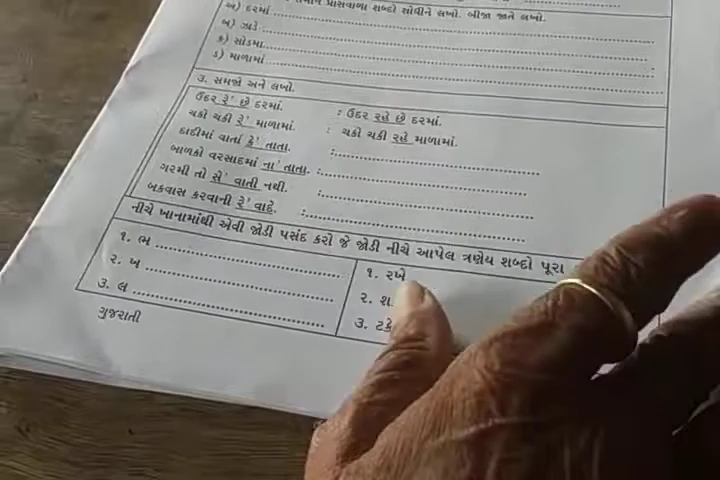 પ્રાસવાળા શબ્દો શોધીને લખો. બીજા જાતે લખો.
અ) દરમાં
બ) ઝાડે
ક) સોડમા
ડ) માળામાં
૩. સમજો અને લખો.
ઉંદર રે' છે દરમાં. : ઉંદર રહે છે દરમાં.
ચકો ચકી રે' માળામાં. : ચકો ચકી રહે માળામાં.
દાદીમાં વાર્તા કે' તાતા. :
બાળકો વરસાદમાં ના' તાતા. :
ગરમી તો સે' વાતી નથી. :
બકવાસ કરવાની રે' વાદે. :
નીચે ખાનામાંથી એવી જોડી પસંદ કરો જે જોડી નીચે આપેલ ત્રણેય શબ્દો પૂરા
૧. ભ
૨. ખ
૩. લ
૧. રખે
૨. શ
૩. ટકે
ગુજરાતી